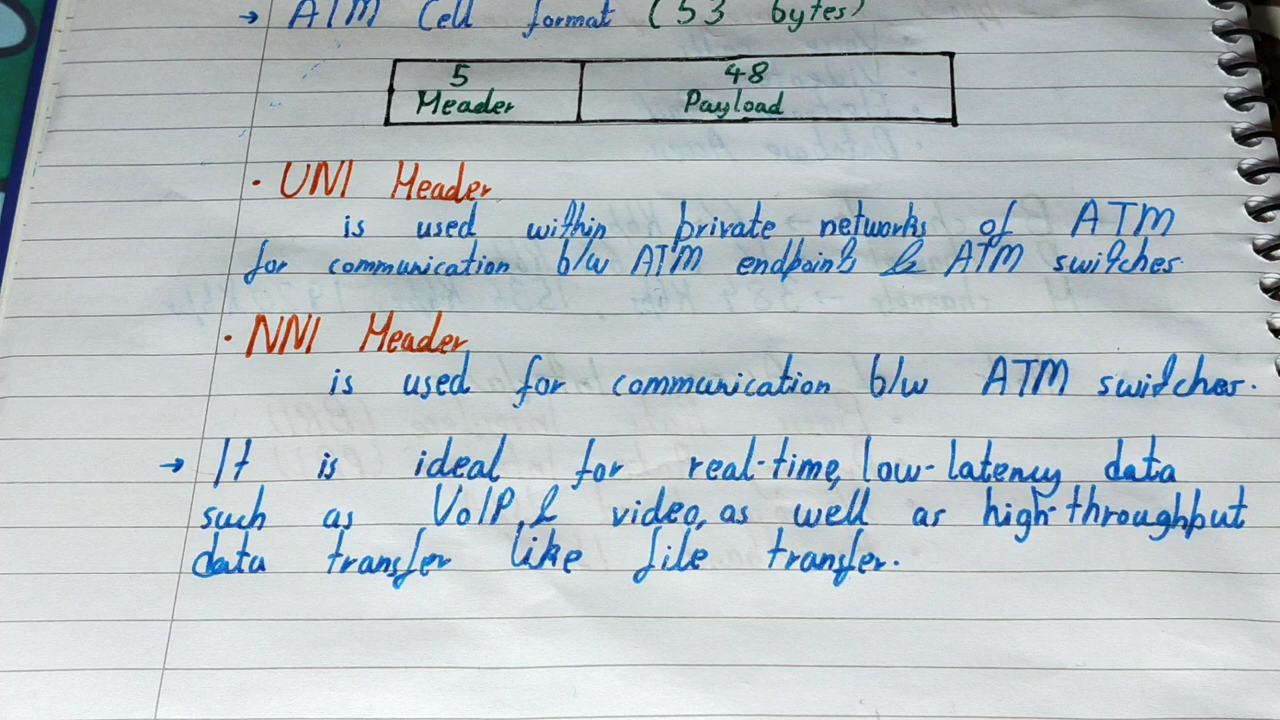 → ATM Cell format (53 bytes)
5 48
Header Payload
· UNI Header
is used within private networks of ATM
for communication b/w ATM endpoints & ATM switches
· NNI Header
is used for communication b/w ATM switches.
→ It is ideal for real-time, low-latency data
such as VoIP, & video, as well as high-throughput
data transfer like file transfer.